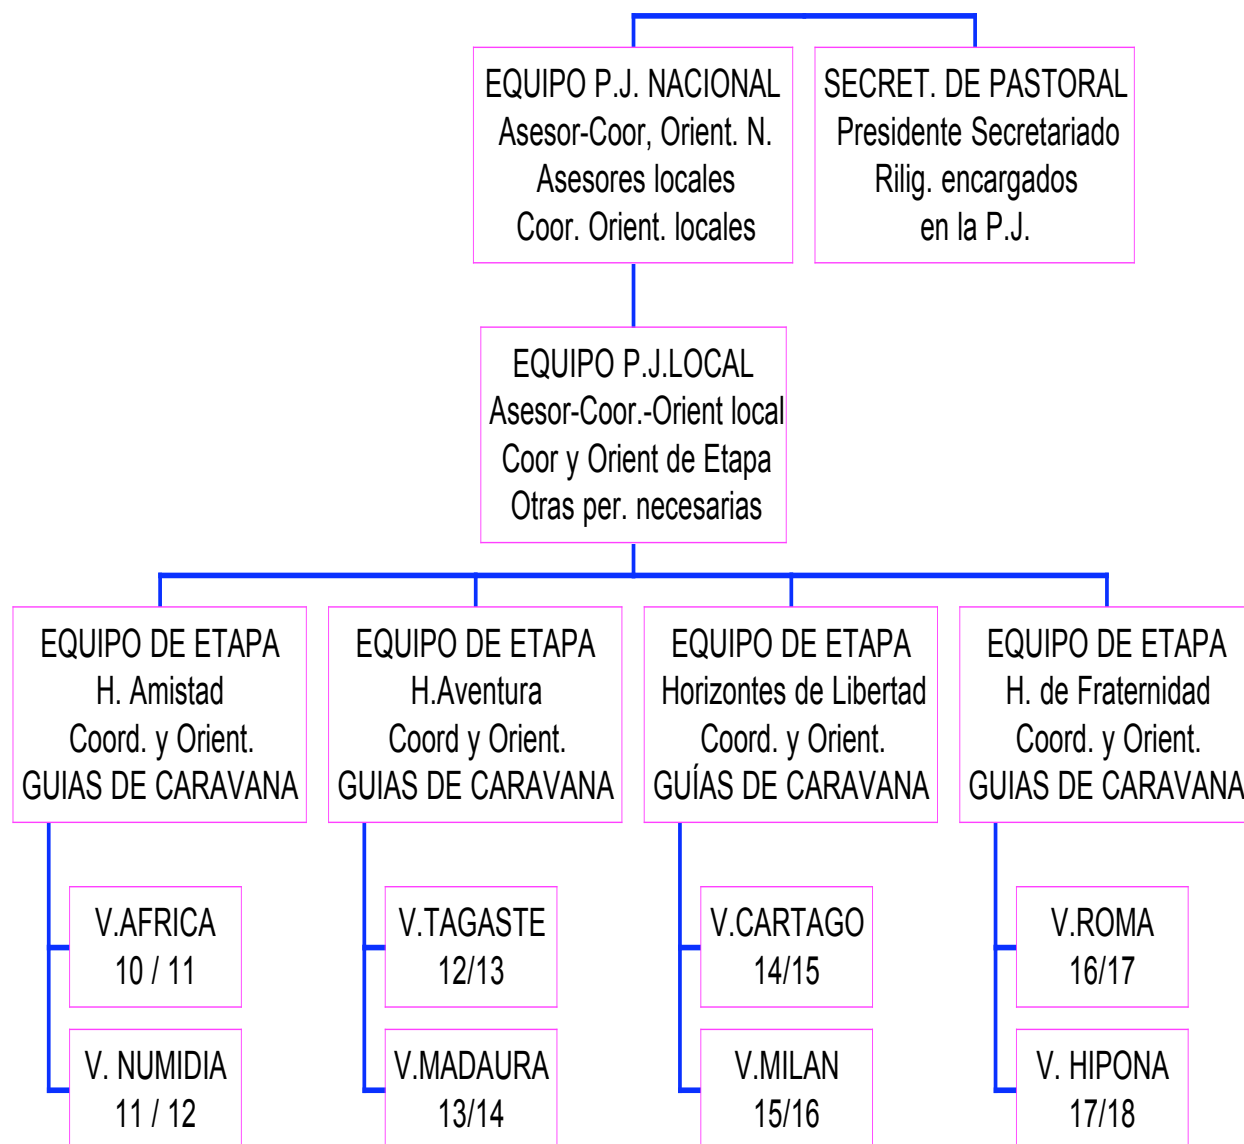 EQUIPO P.J. NACIONAL
Asesor-Coor, Orient. N.
Asesores locales
Coor. Orient. locales
SECRET. DE PASTORAL
Presidente Secretariado
Rilig. encargados
en la P.J.
EQUIPO P.J.LOCAL
Asesor-Coor.-Orient local
Coor y Orient de Etapa
Otras per. necesarias
EQUIPO DE ETAPA
H. Amistad
Coord. y Orient.
GUIAS DE CARAVANA
EQUIPO DE ETAPA
H.Aventura
Coord y Orient.
GUIAS DE CARAVANA
EQUIPO DE ETAPA
Horizontes de Libertad
Coord. y Orient.
GUÍAS DE CARAVANA
EQUIPO DE ETAPA
H. de Fraternidad
Coord. y Orient.
GUIAS DE CARAVANA
V.AFRICA
10 / 11
V.TAGASTE
12/13
V.CARTAGO
14/15
V.ROMA
16/17
V. NUMIDIA
11 / 12
V.MADAURA
13/14
V.MILAN
15/16
V. HIPONA
17/18